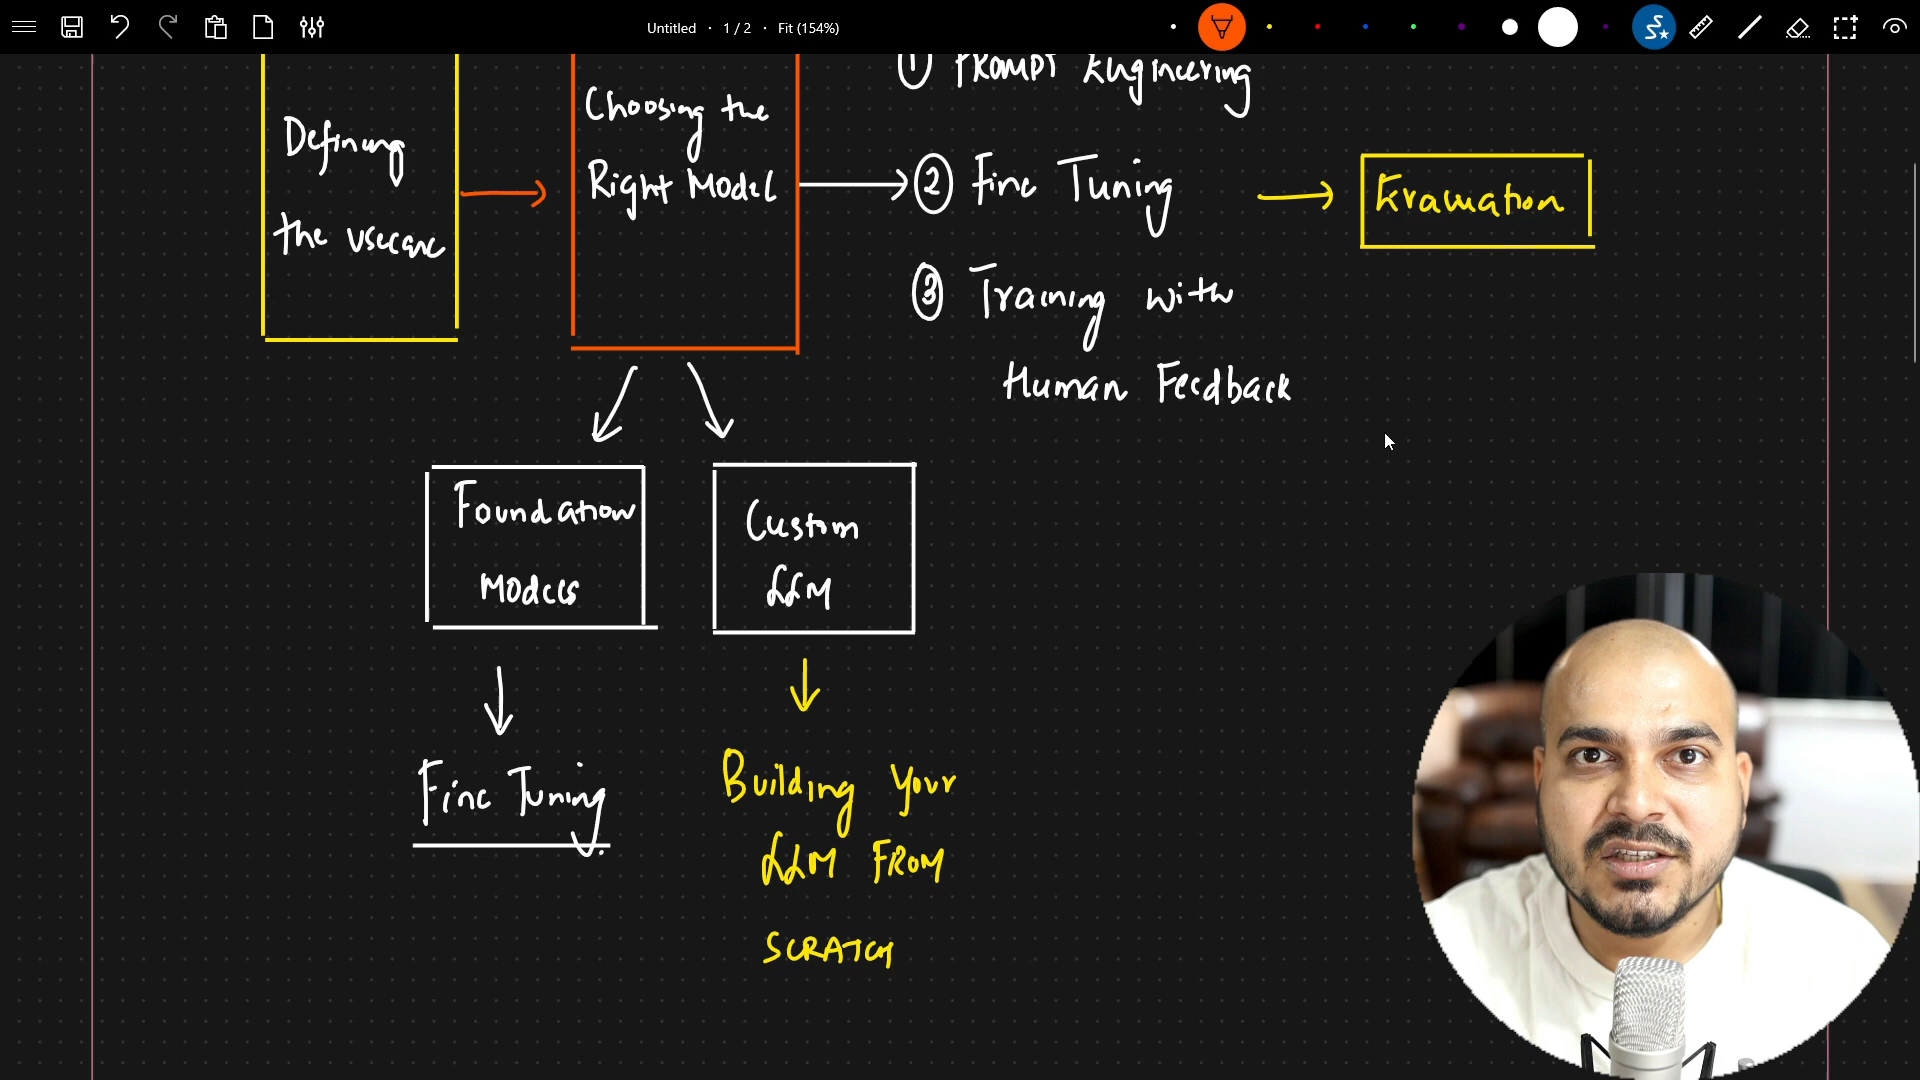 Untitled · 1 / 2 · Fit (154%)
Defining
the usecase
Choosing the
Right Model
① Prompt Engineering
② Fine Tuning
③ Training with
Human Feedback
Evaluation
Foundation
Models
Custom
LLM
Fine Tuning
Building Your
LLM FROM
SCRATCH